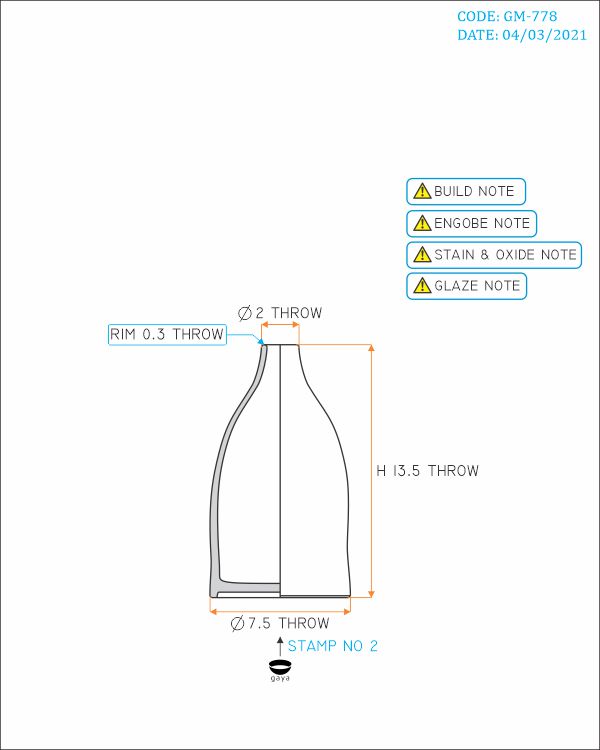 CODE: GM-778
DATE: 04/03/2021
BUILD NOTE
ENGOBE NOTE
STAIN & OXIDE NOTE
GLAZE NOTE
Ø 2 THROW
RIM 0.3 THROW
H 13.5 THROW
Ø 7.5 THROW
STAMP NO 2
gaya